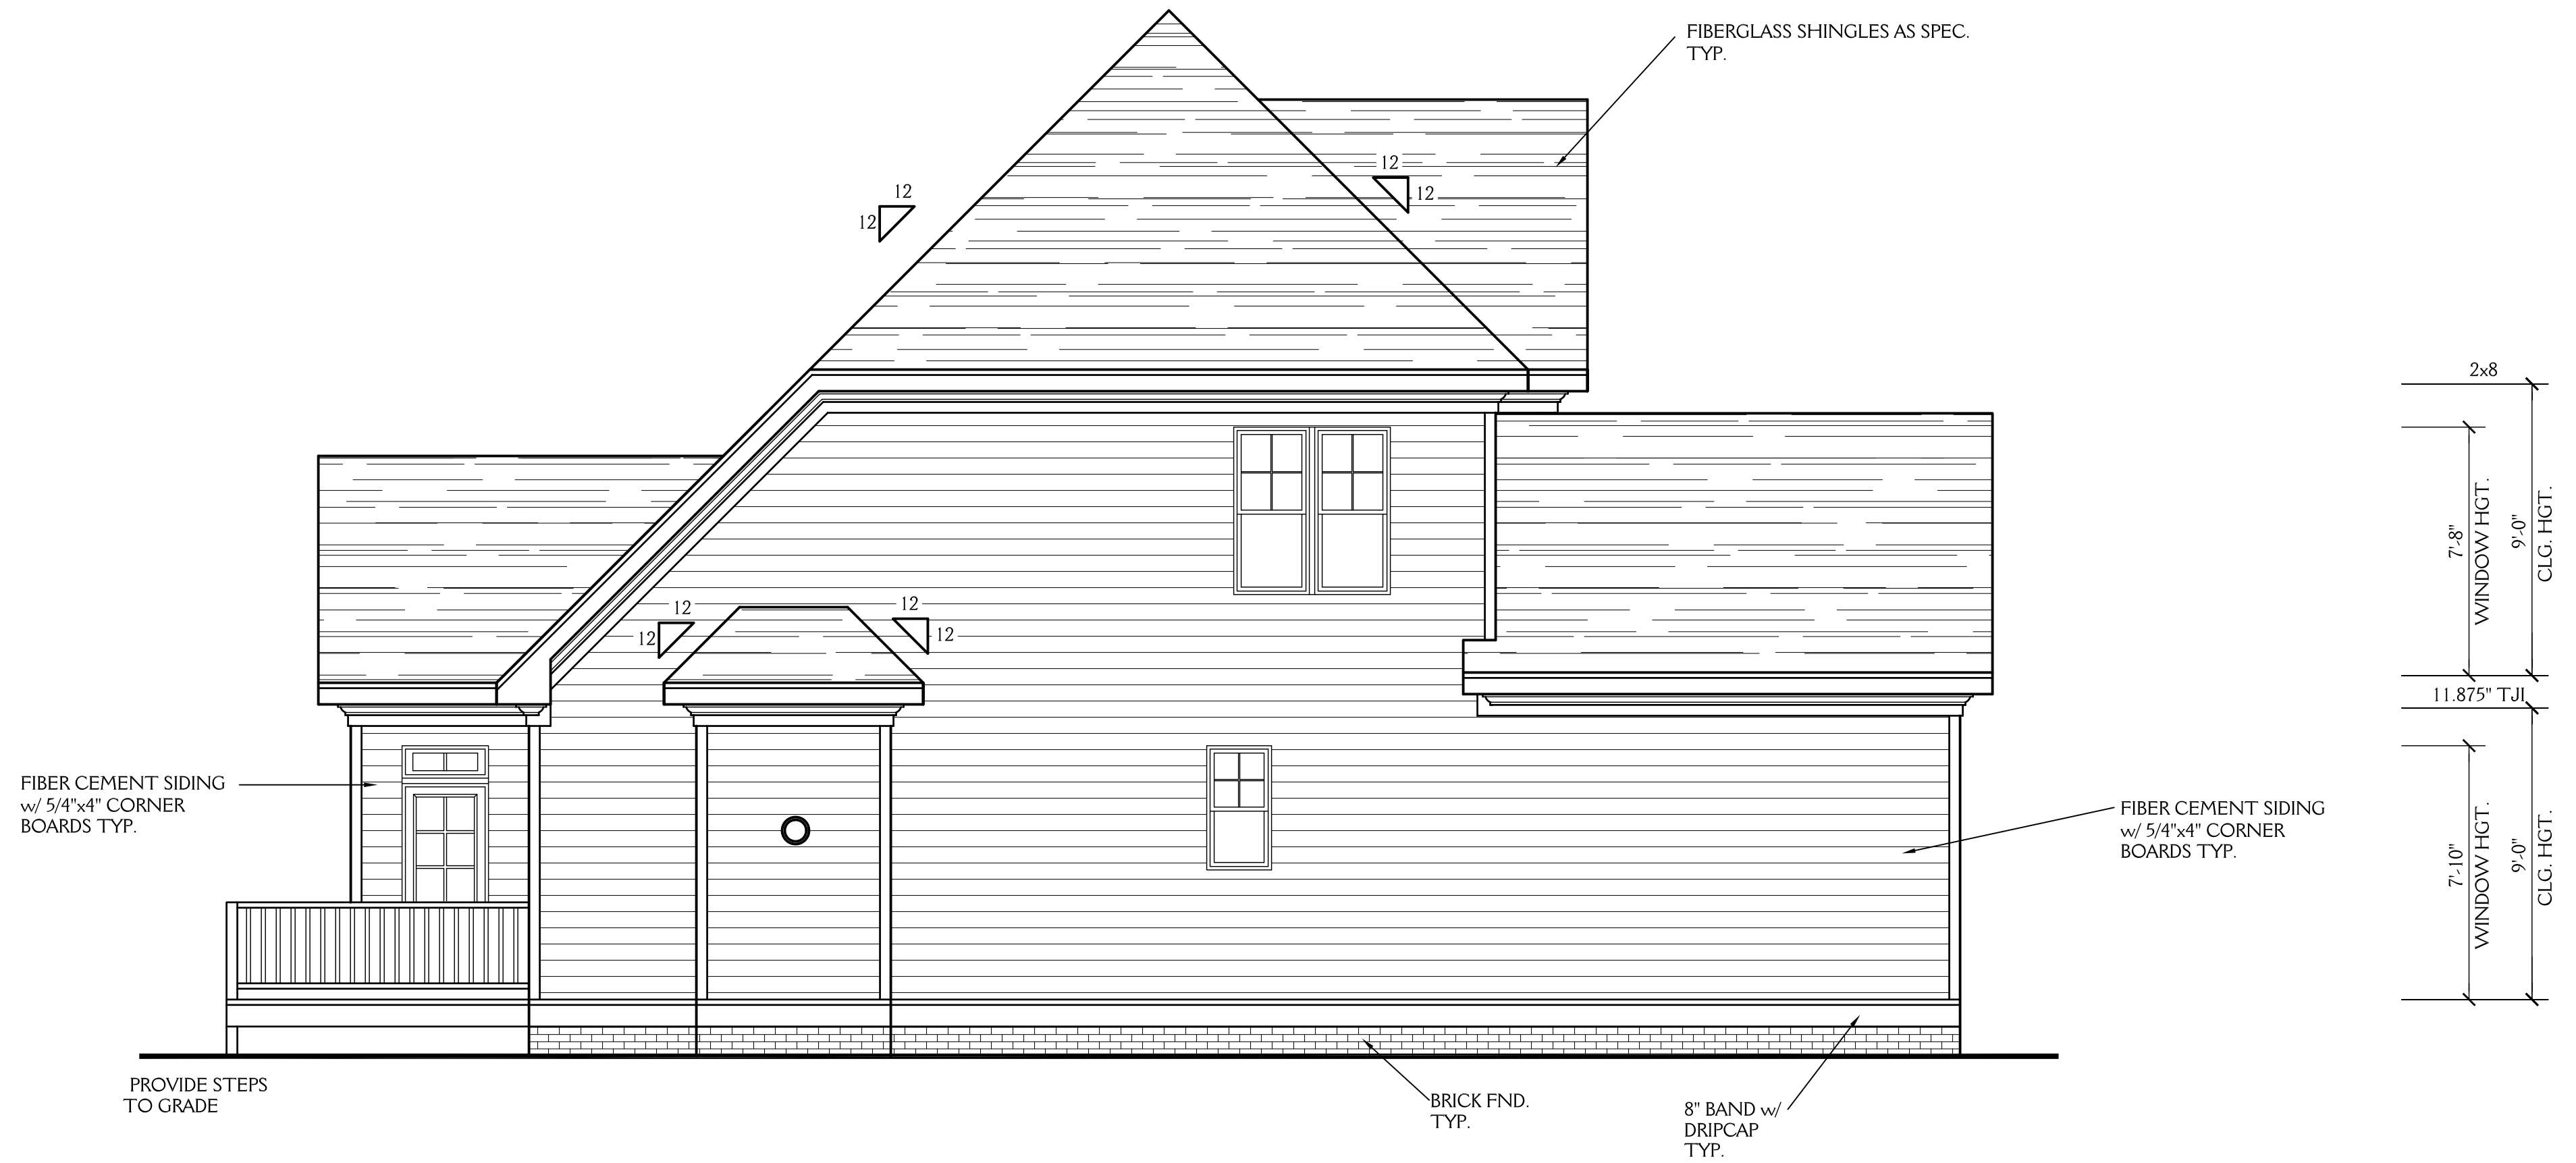 FIBERGLASS SHINGLES AS SPEC.
TYP.
12
12
12
12
2x8
7'-8"
WINDOW HGT.
9'-0"
CLG. HGT.
12
12
12
12
11.875" TJI
FIBER CEMENT SIDING
w/ 5/4"x4" CORNER
BOARDS TYP.
FIBER CEMENT SIDING
w/ 5/4"x4" CORNER
BOARDS TYP.
7'-10"
WINDOW HGT.
9'-0"
CLG. HGT.
PROVIDE STEPS
TO GRADE
BRICK FND.
TYP.
8" BAND w/
DRIPCAP
TYP.